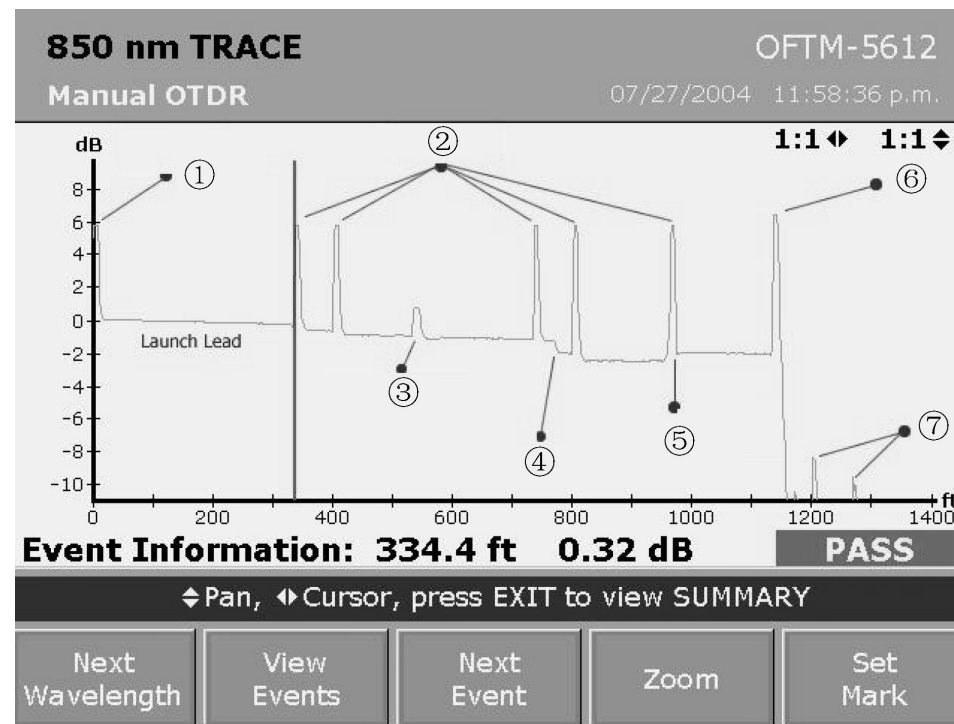 850 nm TRACE
OFTM-5612
Manual OTDR
07/27/2004 11:58:36 p.m.
dB
1:1
1:1
①
②
⑥
8
6
4
2
0
Launch Lead
-2
③
-4
⑦
⑤
-6
④
-8
-10
ft
0
200
400
600
800
1000
1200
1400
Event Information: 334.4 ft 0.32 dB
PASS
Pan, Cursor, press EXIT to view SUMMARY
Next
Wavelength
View
Events
Next
Event
Zoom
Set
Mark